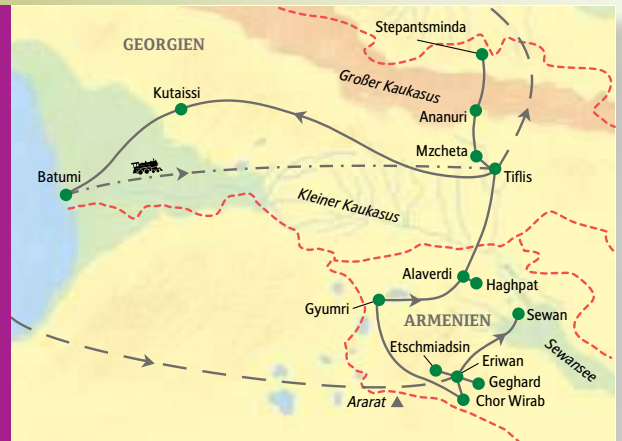 Stepantsminda
GEORGIEN
Großer Kaukasus
Kutaissi
Ananuri
Mzcheta
Batumi
Tiflis
Kleiner Kaukasus
Alaverdi
Haghpat
Gyumri
ARMENIEN
Sewan
Etschmiadsin
Eriwan
Sewansee
Geghard
Ararat
Chor Wirab